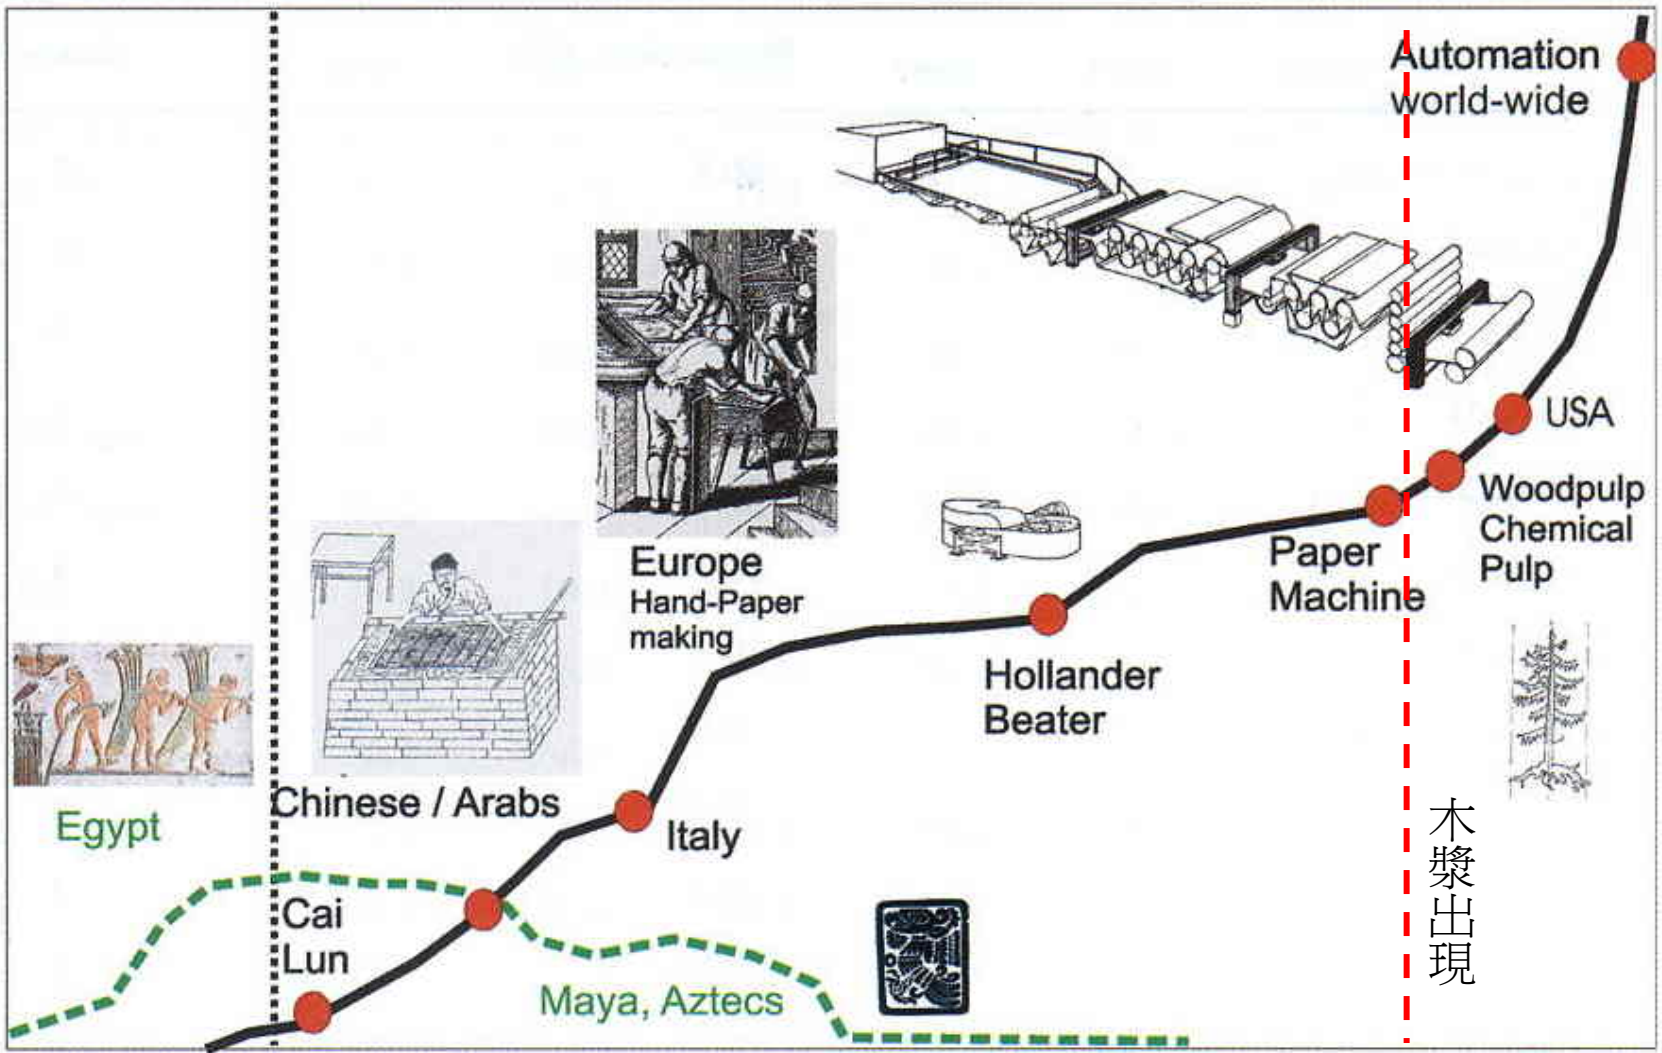 Automation
world-wide
USA
Woodpulp
Chemical
Pulp
Paper
Machine
Europe
Hand-Paper
making
Hollander
Beater
Chinese / Arabs
Italy
Egypt
Cai
Lun
Maya, Aztecs
木漿出現